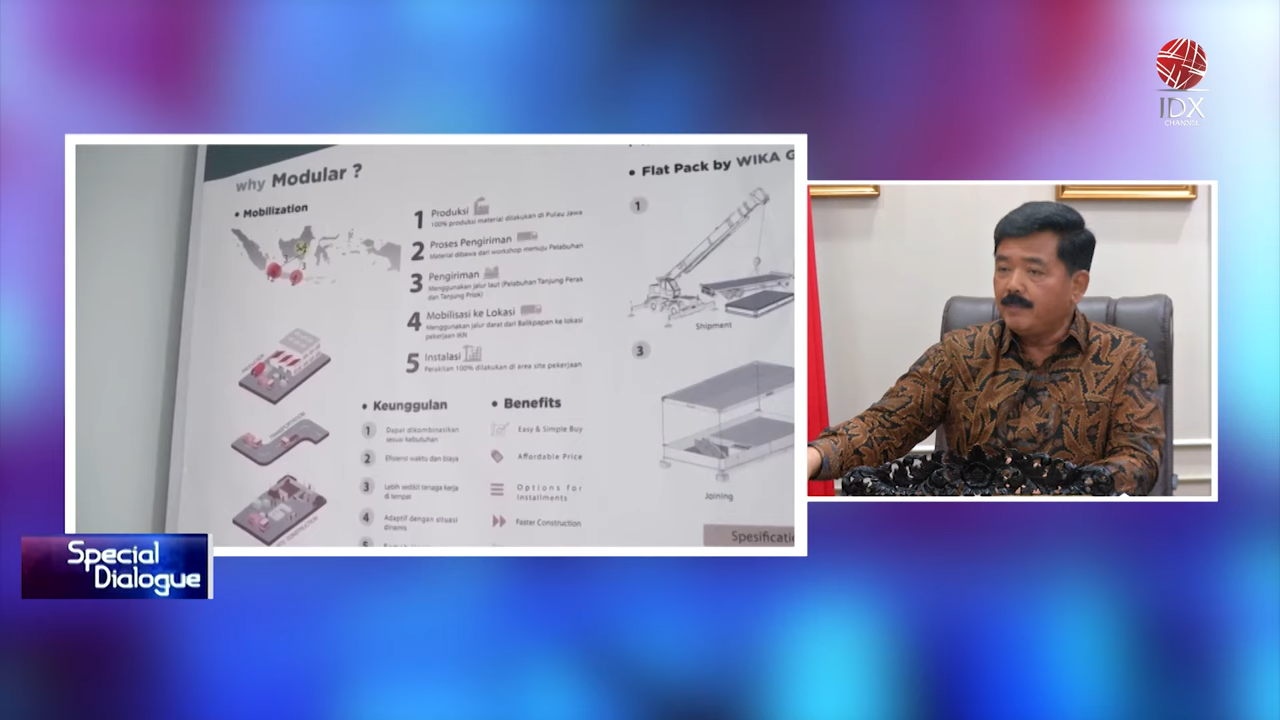 IDX
CHANNEL
why Modular ?
• Mobilization
1 Produksi
100% produksi material dilakukan di Pulau Jawa
2 Proses Pengiriman
Material dibawa dari workshop menuju Pelabuhan
3 Pengiriman
Menggunakan jalur laut (Pelabuhan Tanjung Perak
dan Tanjung Priok)
4 Mobilisasi ke Lokasi
Menggunakan jalur darat dari Balikpapan ke lokasi
pekerjaan IKN
5 Instalasi
Perakitan 100% dilakukan di area site pekerjaan
• Keunggulan
1 Dapat dikombinasikan
sesuai kebutuhan
2 Efisiensi waktu dan biaya
3 Lebih sedikit tenaga kerja
di tempat
4 Adaptif dengan situasi
dinamis
5
• Benefits
Easy & Simple Buy
Affordable Price
Options for
Installments
Faster Construction
• Flat Pack by WIKA G
1
Shipment
3
Joining
Spesificati
Special
Dialogue